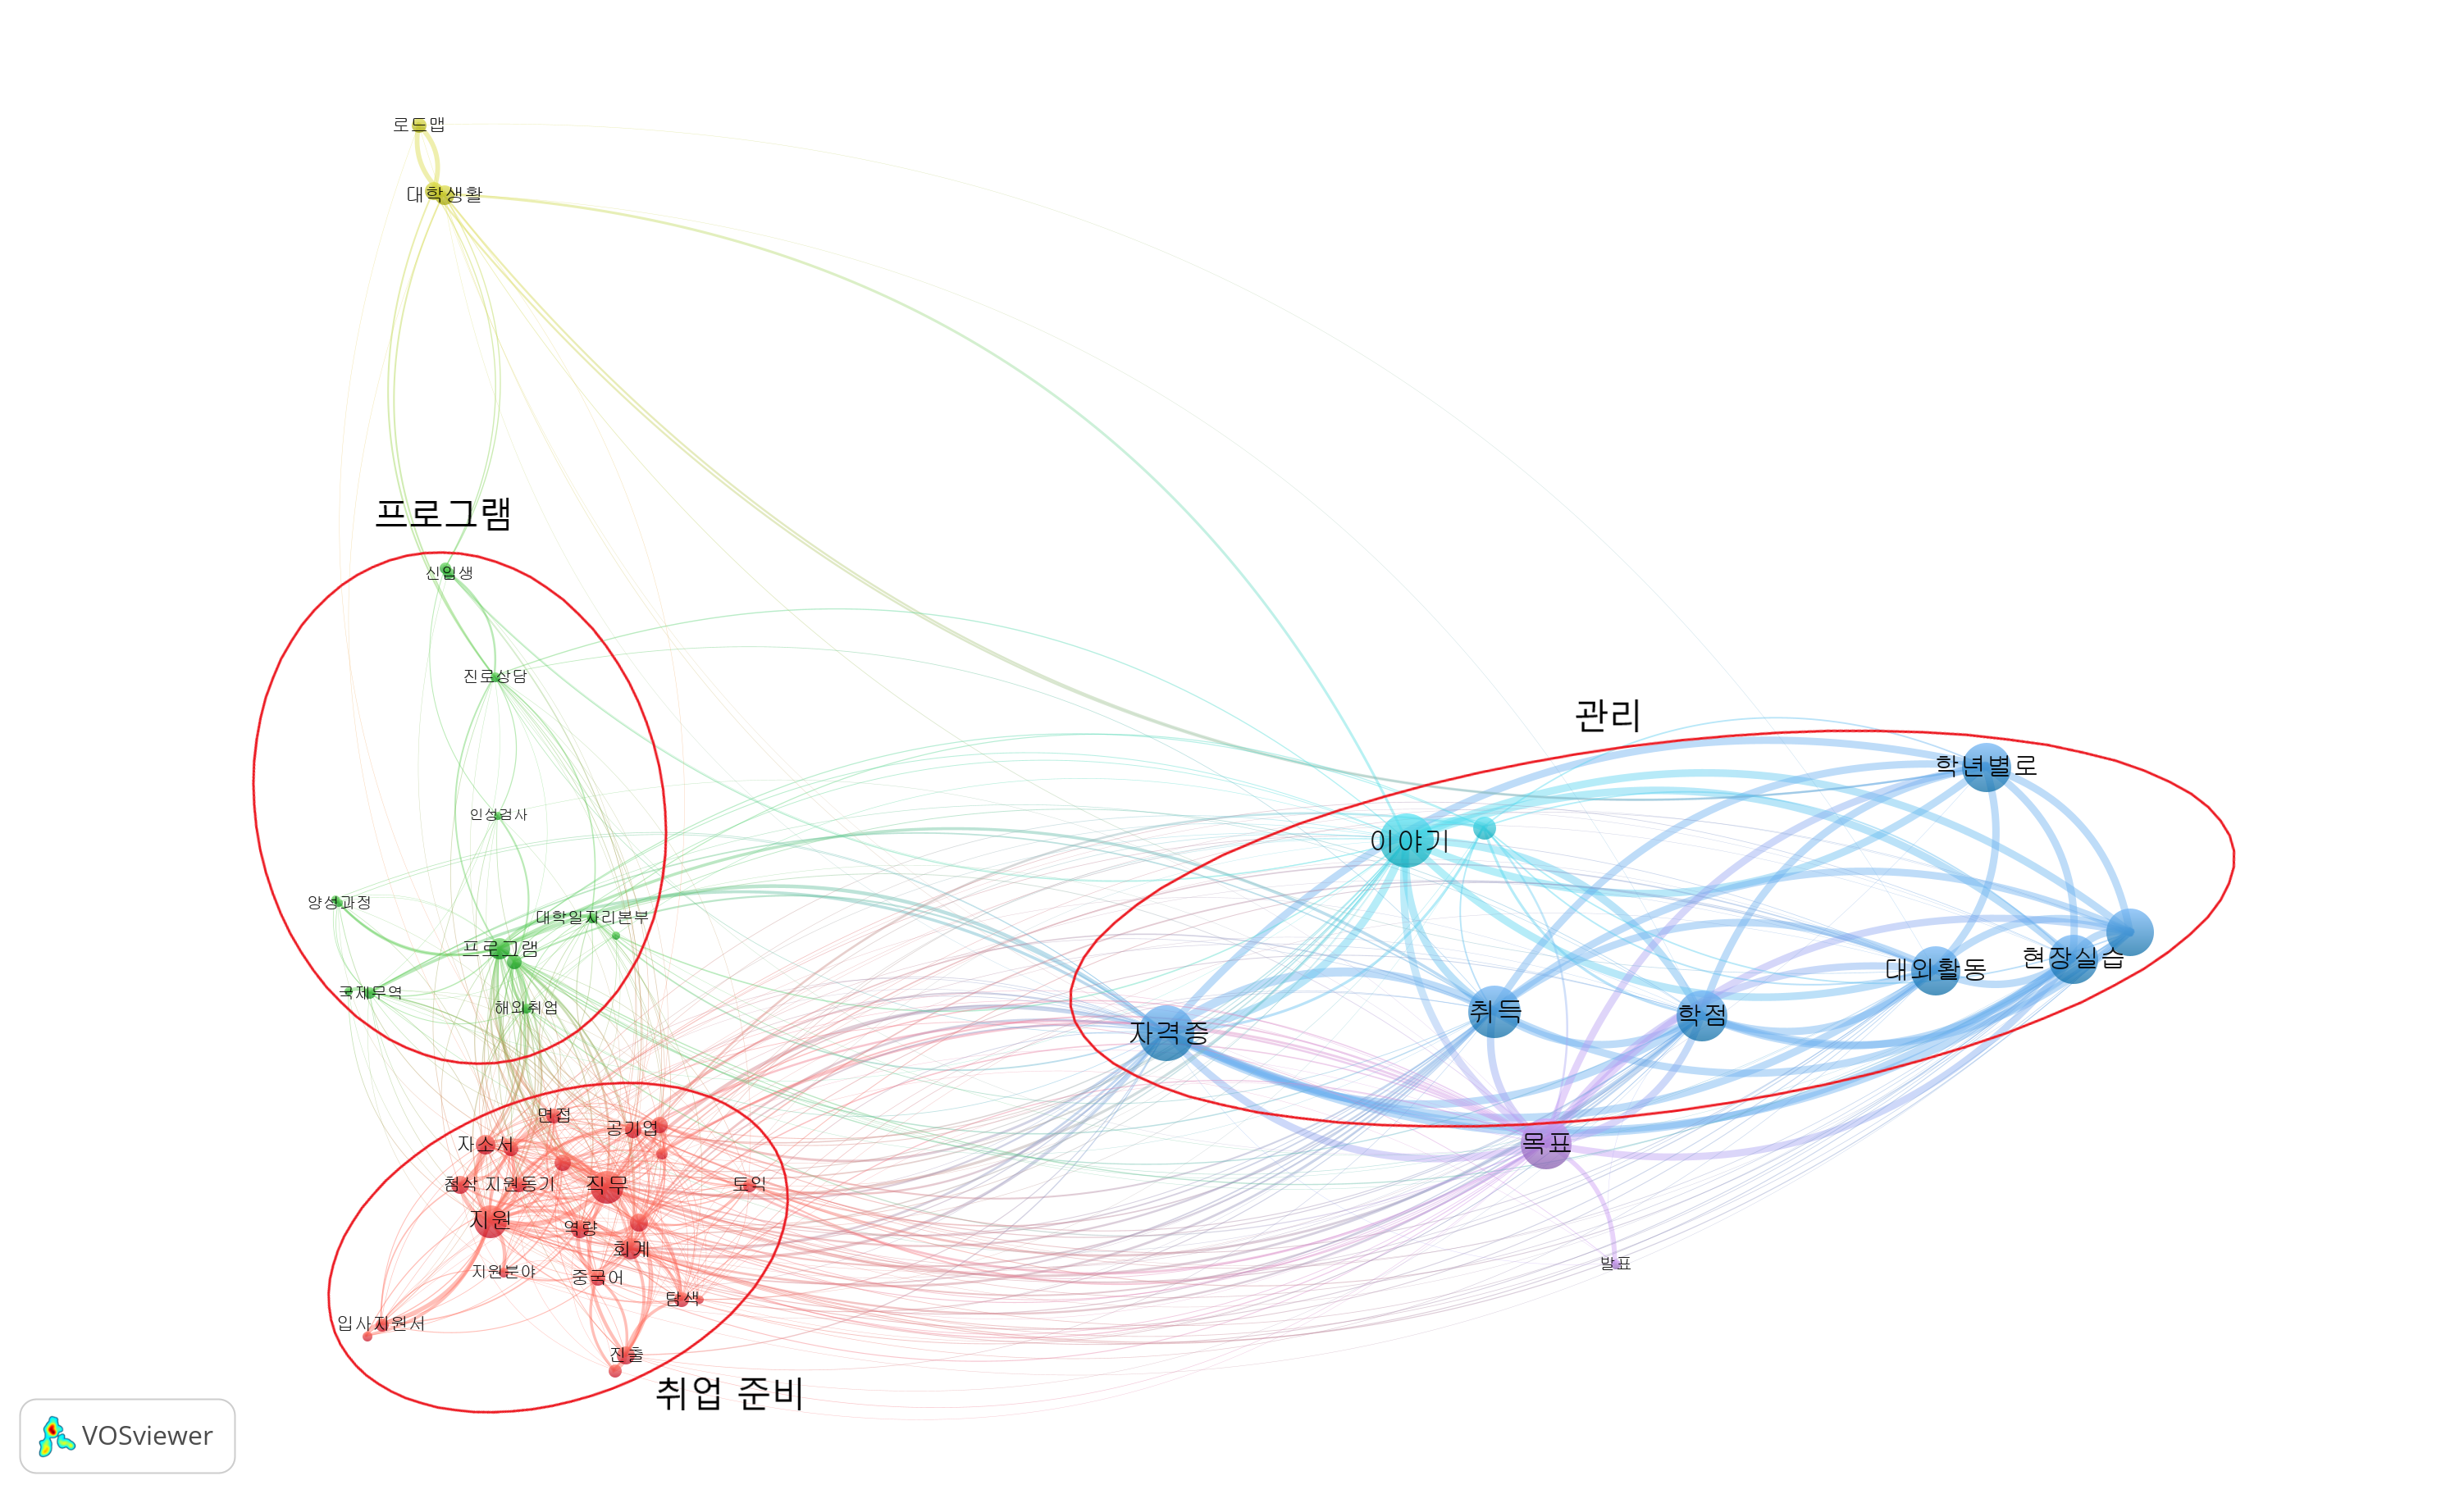 로드맵
대학생활
프로그램
신입생
진로상담
인성검사
양성과정
대학일자리본부
프로그램
국제무역
해외취업
관리
학년별로
이야기
현장실습
대외활동
취득
학점
자격증
목표
발표
면접
공기업
자소서
첨삭 지원동기
직무
토익
지원
역량
회계
지원분야
중국어
탐색
입사지원서
진출
취업 준비
VOSviewer